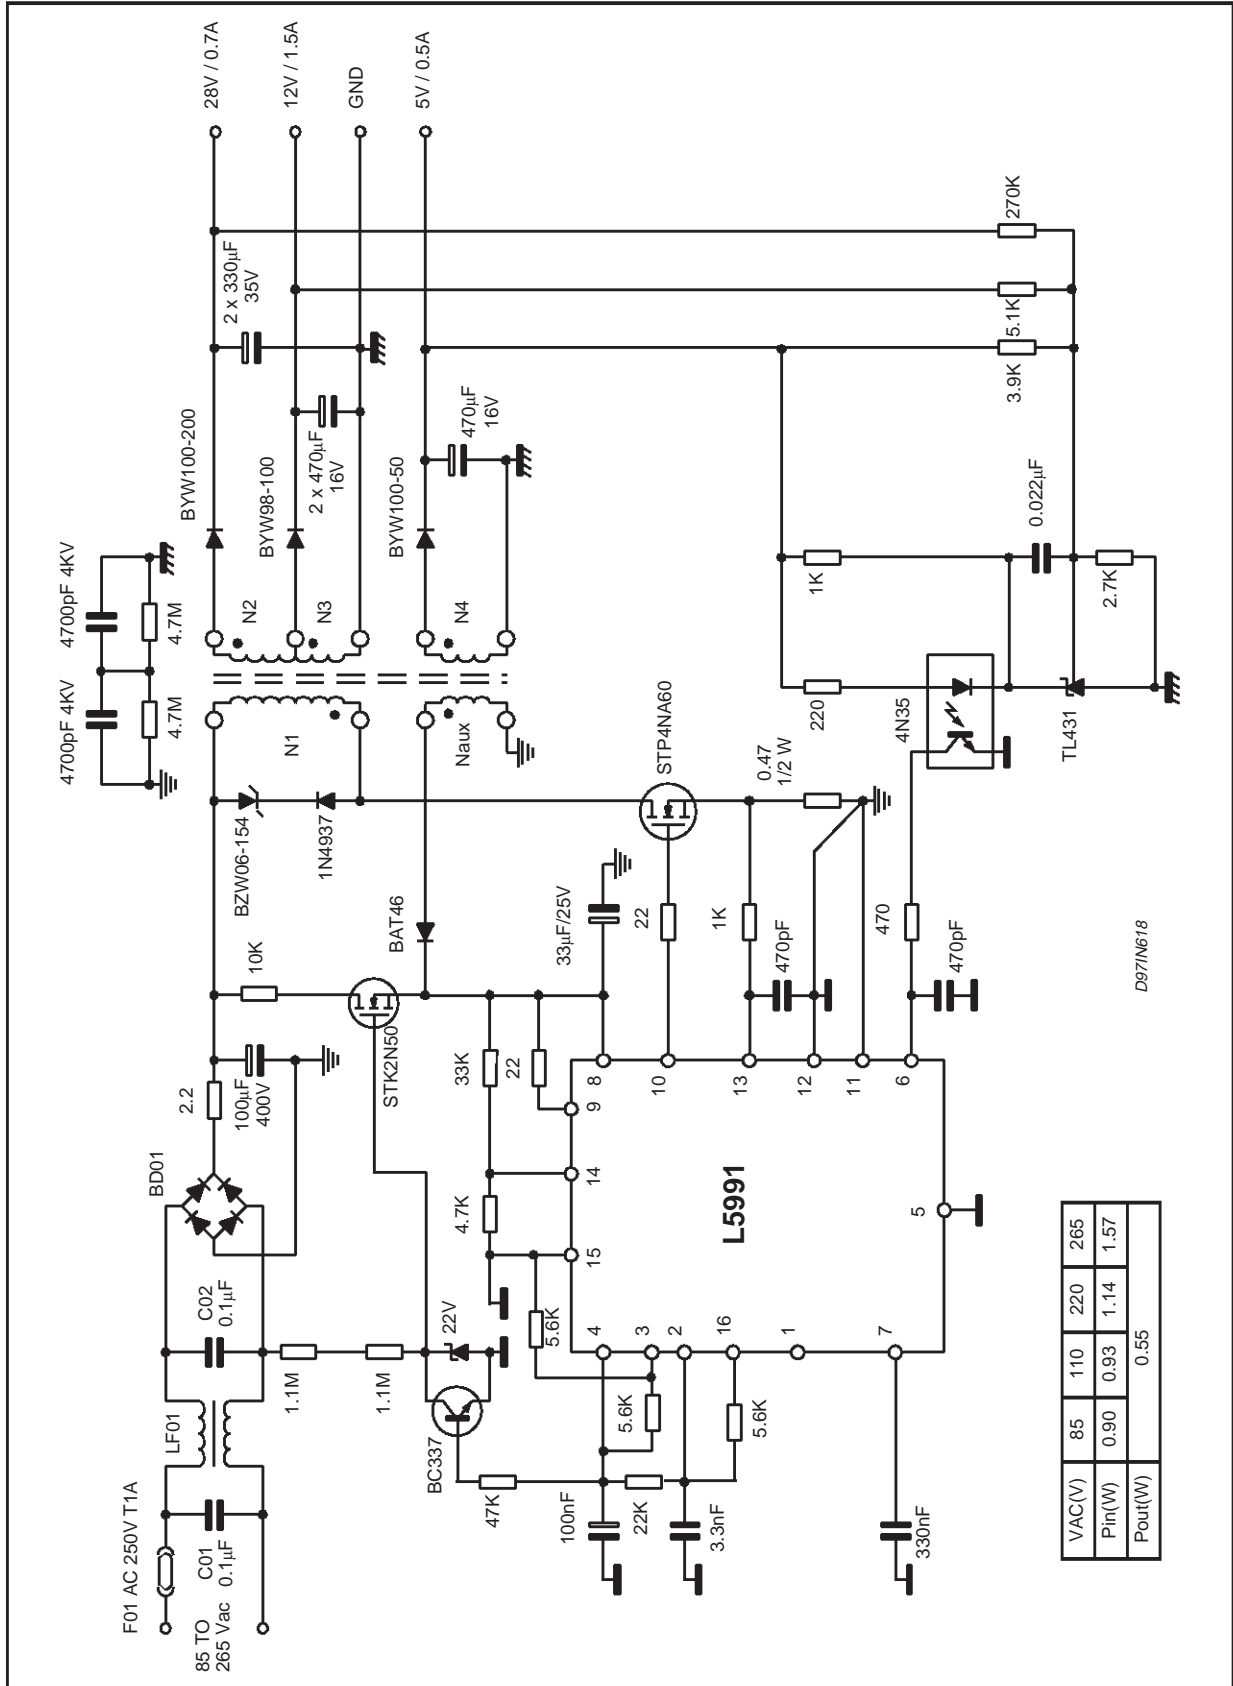 F01 AC 250V T1A
85 TO
265 Vac
C01
0.1µF
LF01
C02
0.1µF
BD01
2.2
100µF
400V
1.1M
1.1M
22V
BC337
47K
STK2N50
10K
BZW06-154
1N4937
BAT46
4700pF 4KV
4700pF 4KV
4.7M
4.7M
N1
N2
N3
N4
Naux
BYW100-200
BYW98-100
BYW100-50
2 x 330µF
35V
2 x 470µF
16V
470µF
16V
28V / 0.7A
12V / 1.5A
GND
5V / 0.5A
33K
22
4.7K
5.6K
33µF/25V
22
STP4NA60
0.47
1/2 W
1K
470pF
470
470pF
4N35
220
1K
TL431
0.022µF
2.7K
3.9K
5.1K
270K
5.6K
5.6K
100nF
22K
3.3nF
330nF
L5991
4
3
2
16
1
7
15
14
9
8
10
13
12
11
6
5
VAC(V) 85 110 220 265
Pin(W) 0.90 0.93 1.14 1.57
Pout(W) 0.55
D97IN618